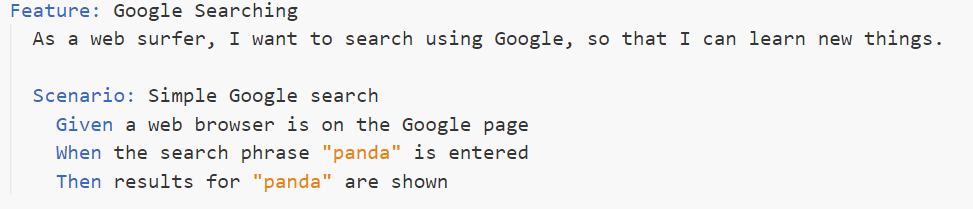 Feature: Google Searching
As a web surfer, I want to search using Google, so that I can learn new things.
Scenario: Simple Google search
Given a web browser is on the Google page
When the search phrase "panda" is entered
Then results for "panda" are shown